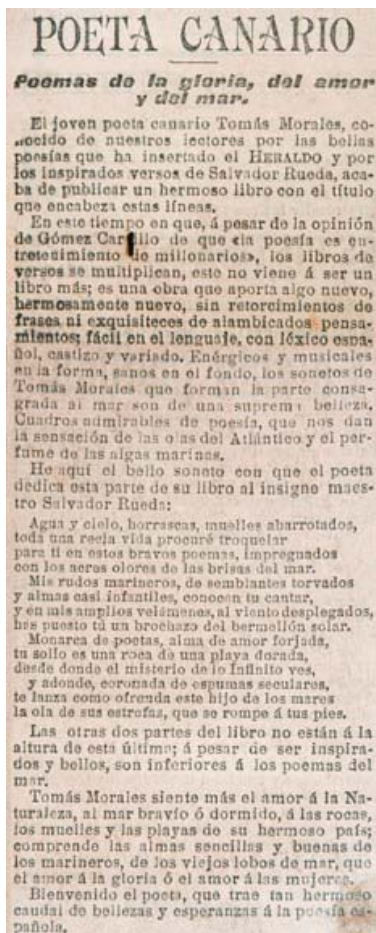 POETA CANARIO
Poemas de la gloria, del amor
y del mar.
El joven poeta canario Tomás Morales, co-
nocido de nuestros lectores por las bellas
poesías que ha insertado el HERALDO y por
los inspirados versos de Salvador Rueda, aca-
ba de publicar un hermoso libro con el título
que encabeza estas líneas.
En este tiempo en que, á pesar de la opinión
de Gómez Carrillo de que «la poesía es en-
tretenimiento de millonarios», los libros de
versos se multiplican, este no viene á ser un
libro más; es una obra que aporta algo nuevo,
hermosamente nuevo, sin retorcimientos de
frases ni exquisiteces de alambicados pensa-
mientos; fácil en el lenguaje, con léxico espa-
ñol, castizo y variado. Enérgicos y musicales
en la forma, sanos en el fondo, los sonetos de
Tomás Morales que forman la parte consa-
grada al mar son de una suprema belleza.
Cuadros admirables de poesía, que nos dan
la sensación de las olas del Atlántico y el per-
fume de las algas marinas.
He aquí el bello soneto con que el poeta
dedica esta parte de su libro al insigne maes-
tro Salvador Rueda:
Agua y cielo, borrascas, muelles abarrotados,
toda una recia vida procuré troquelar
para ti en estos bravos poemas, impregnados
con los acres olores de las brisas del mar.
Mis rudos marineros, de semblantes torvados
y almas casi infantiles, conocen tu cantar,
y en mis amplios velámenes, al viento desplegados,
has puesto tú un brochazo del bermellón solar.
Monarca de poetas, alma de amor forjada,
tu solio es una roca de una playa dorada,
desde donde el misterio de lo Infinito ves,
y adonde, coronada de espumas seculares,
te lanza como ofrenda este hijo de los mares
la ola de sus estrofas, que se rompe á tus pies.
Las otras dos partes del libro no están á la
altura de esta última; á pesar de ser inspira-
dos y bellos, son inferiores á los poemas del
mar.
Tomás Morales siente más el amor á la Na-
turaleza, al mar bravío ó dormido, á las rocas,
los muelles y las playas de su hermoso país;
comprende las almas sencillas y buenas de
los marineros, de los viejos lobos de mar, que
el amor á la gloria ó el amor á las mujeres.
Bienvenido el poeta, que trae tan hermoso
caudal de bellezas y esperanzas á la poesía es-
pañola.